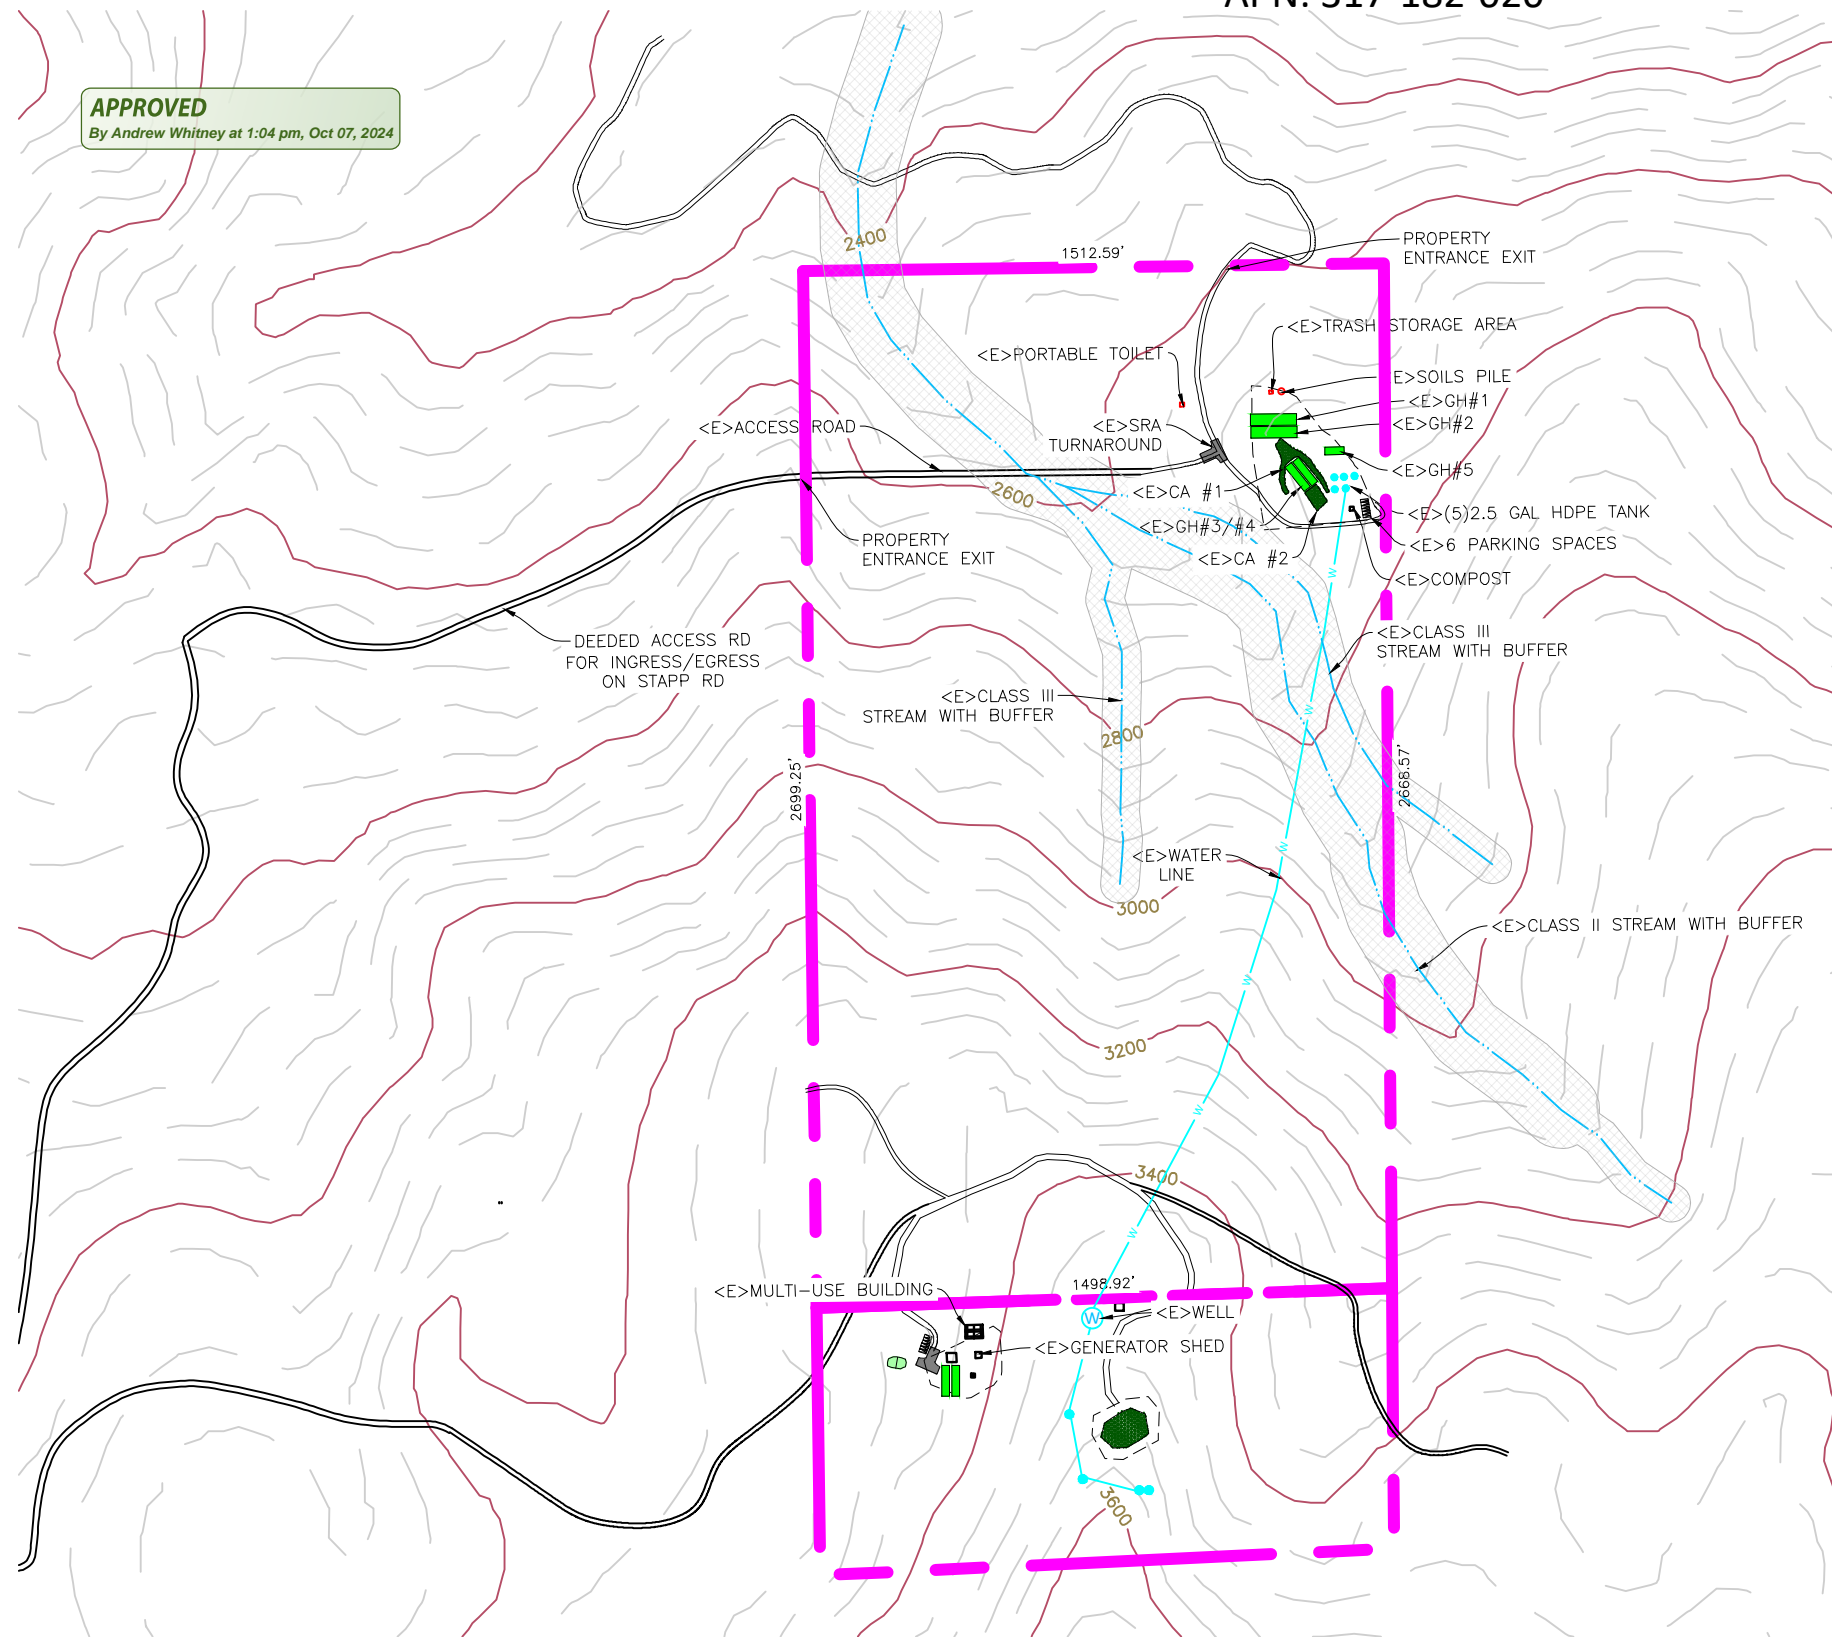 APPROVED
By Andrew Whitney at 1:04 pm, Oct 07, 2024
2400
1512.59'
PROPERTY
ENTRANCE EXIT
<E>TRASH STORAGE AREA
<E>PORTABLE TOILET
E>SOILS PILE
<E>GH#1
<E>GH#2
<E>ACCESS ROAD
<E>SRA
TURNAROUND
<E>GH#5
2600
<E>CA #1
<E>GH#3/#4
<E>(5)2.5 GAL HDPE TANK
<E>6 PARKING SPACES
PROPERTY
ENTRANCE EXIT
<E>CA #2
<E>COMPOST
W
DEEDED ACCESS RD
FOR INGRESS/EGRESS
ON STAPP RD
<E>CLASS III
STREAM WITH BUFFER
<E>CLASS III
STREAM WITH BUFFER
W
2800
2699.25'
2668.57'
W
<E>WATER
LINE
3000
<E>CLASS II STREAM WITH BUFFER
W
3200
W
3400
W
1498.92'
<E>MULTI-USE BUILDING
W
<E>WELL
<E>GENERATOR SHED
3600